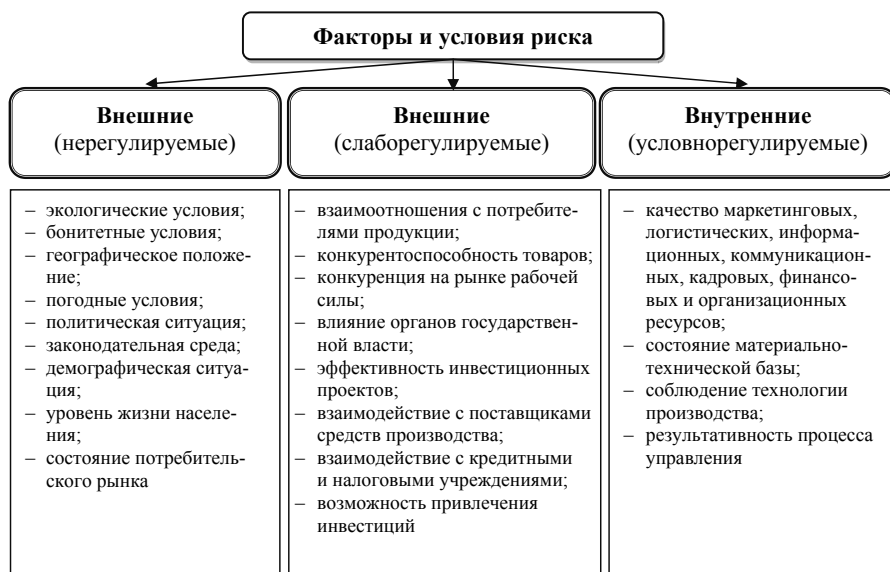 Факторы и условия риска
Внешние
(нерегулируемые)
Внешние
(слаборегулируемые)
Внутренние
(условнорегулируемые)
– экологические условия;
– бонитетные условия;
– географическое положе-
ние;
– погодные условия;
– политическая ситуация;
– законодательная среда;
– демографическая ситуа-
ция;
– уровень жизни населе-
ния;
– состояние потребитель-
ского рынка
– взаимоотношения с потребите-
лями продукции;
– конкурентоспособность товаров;
– конкуренция на рынке рабочей
силы;
– влияние органов государствен-
ной власти;
– эффективность инвестиционных
проектов;
– взаимодействие с поставщиками
средств производства;
– взаимодействие с кредитными
и налоговыми учреждениями;
– возможность привлечения
инвестиций
– качество маркетинговых,
логистических, информа-
ционных, коммуникацион-
ных, кадровых, финансо-
вых и организационных
ресурсов;
– состояние материально-
технической базы;
– соблюдение технологии
производства;
– результативность процесса
управления